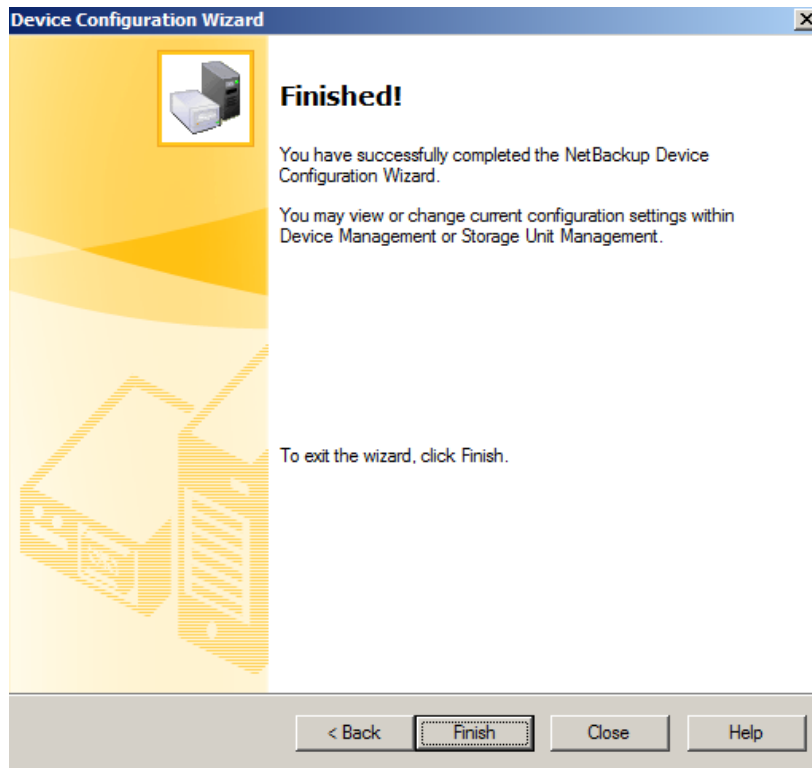 Device Configuration Wizard
Finished!
You have successfully completed the NetBackup Device
Configuration Wizard.
You may view or change current configuration settings within
Device Management or Storage Unit Management.
To exit the wizard, click Finish.
< Back
Finish
Close
Help